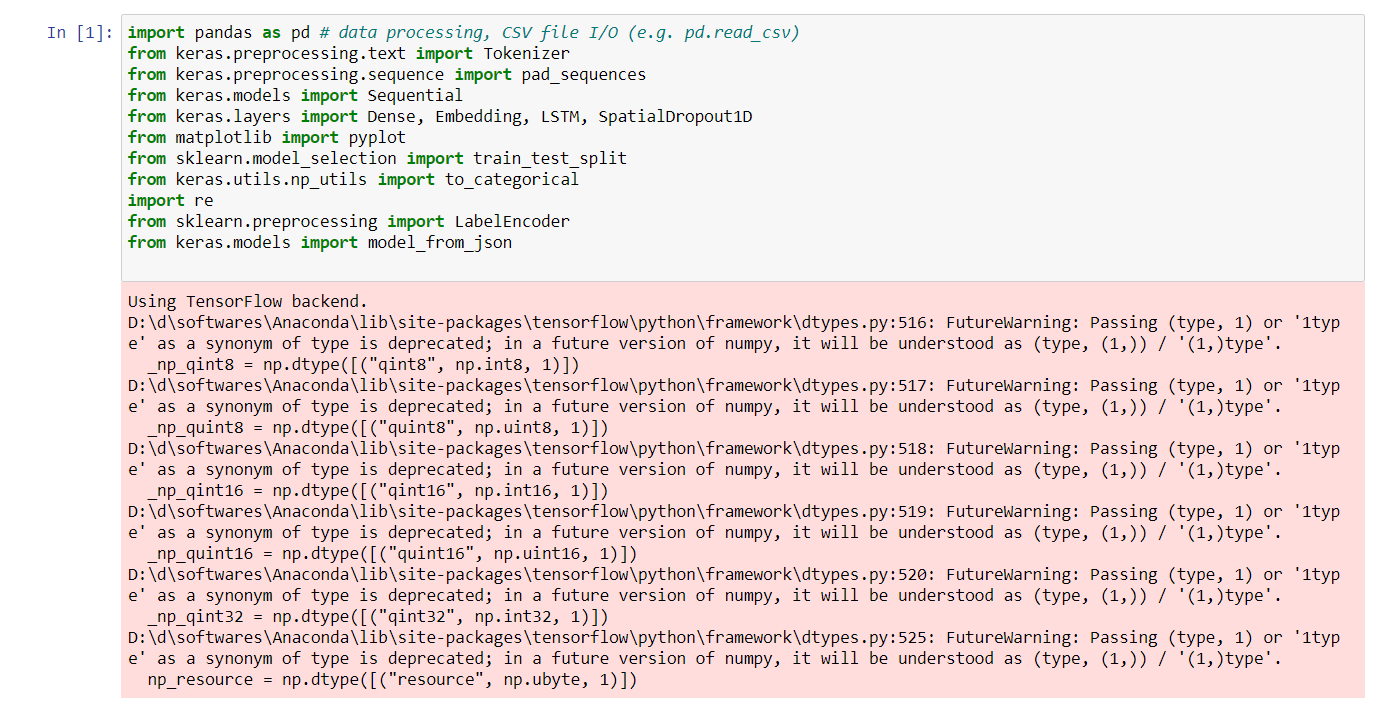 In [1]: import pandas as pd # data processing, CSV file I/O (e.g. pd.read_csv)
from keras.preprocessing.text import Tokenizer
from keras.preprocessing.sequence import pad_sequences
from keras.models import Sequential
from keras.layers import Dense, Embedding, LSTM, SpatialDropout1D
from matplotlib import pyplot
from sklearn.model_selection import train_test_split
from keras.utils.np_utils import to_categorical
import re
from sklearn.preprocessing import LabelEncoder
from keras.models import model_from_json
Using TensorFlow backend.
D:\d\softwares\Anaconda\lib\site-packages\tensorflow\python\framework\dtypes.py:516: FutureWarning: Passing (type, 1) or '1typ
e' as a synonym of type is deprecated; in a future version of numpy, it will be understood as (type, (1,)) / '(1,)type'.
  _np_qint8 = np.dtype([("qint8", np.int8, 1)])
D:\d\softwares\Anaconda\lib\site-packages\tensorflow\python\framework\dtypes.py:517: FutureWarning: Passing (type, 1) or '1typ
e' as a synonym of type is deprecated; in a future version of numpy, it will be understood as (type, (1,)) / '(1,)type'.
  _np_quint8 = np.dtype([("quint8", np.uint8, 1)])
D:\d\softwares\Anaconda\lib\site-packages\tensorflow\python\framework\dtypes.py:518: FutureWarning: Passing (type, 1) or '1typ
e' as a synonym of type is deprecated; in a future version of numpy, it will be understood as (type, (1,)) / '(1,)type'.
  _np_qint16 = np.dtype([("qint16", np.int16, 1)])
D:\d\softwares\Anaconda\lib\site-packages\tensorflow\python\framework\dtypes.py:519: FutureWarning: Passing (type, 1) or '1typ
e' as a synonym of type is deprecated; in a future version of numpy, it will be understood as (type, (1,)) / '(1,)type'.
  _np_quint16 = np.dtype([("quint16", np.uint16, 1)])
D:\d\softwares\Anaconda\lib\site-packages\tensorflow\python\framework\dtypes.py:520: FutureWarning: Passing (type, 1) or '1typ
e' as a synonym of type is deprecated; in a future version of numpy, it will be understood as (type, (1,)) / '(1,)type'.
  _np_qint32 = np.dtype([("qint32", np.int32, 1)])
D:\d\softwares\Anaconda\lib\site-packages\tensorflow\python\framework\dtypes.py:525: FutureWarning: Passing (type, 1) or '1typ
e' as a synonym of type is deprecated; in a future version of numpy, it will be understood as (type, (1,)) / '(1,)type'.
  np_resource = np.dtype([("resource", np.ubyte, 1)])